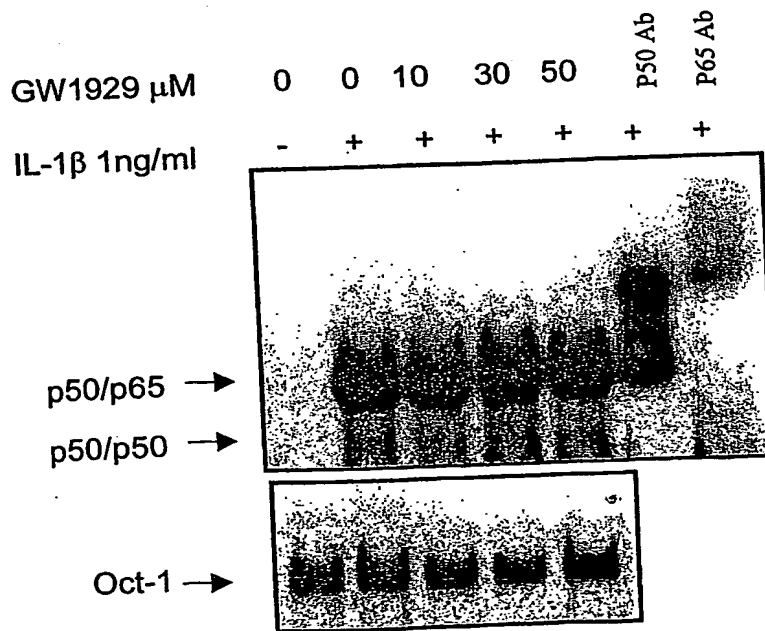 GW1929 μM 0 0 10 30 50 P50 Ab P65 Ab
IL-1β 1ng/ml - + + + + + +
p50/p65
p50/p50
Oct-1